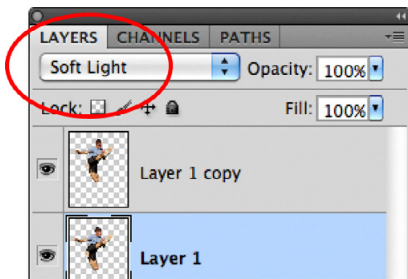 LAYERS CHANNELS PATHS
Soft Light Opacity: 100%
Lock: Fill: 100%
Layer 1 copy
Layer 1